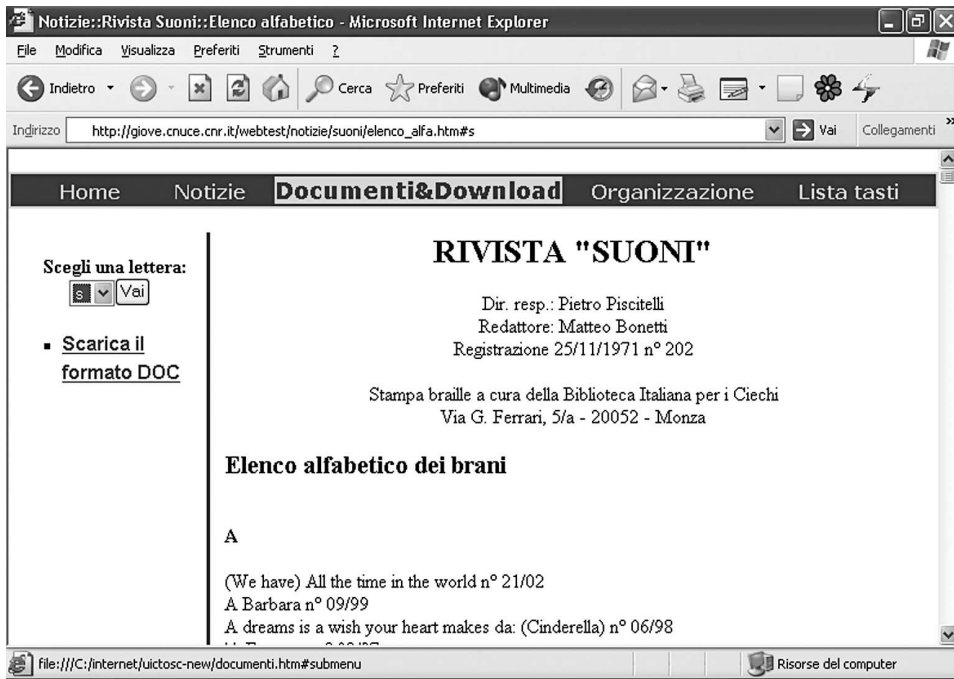 Notizie::Rivista Suoni::Elenco alfabetico - Microsoft Internet Explorer
File Modifica Visualizza Preferiti Strumenti ?
Indietro Cerca Preferiti Multimedia
Indirizzo http://giove.cnuce.cnr.it/webtest/notizie/suoni/elenco_alfa.htm#s Vai Collegamenti »
Home Notizie Documenti&Download Organizzazione Lista tasti
Scegli una lettera:
s Vai
Scarica il
formato DOC
RIVISTA "SUONI"
Dir. resp.: Pietro Piscitelli
Redattore: Matteo Bonetti
Registrazione 25/11/1971 n° 202
Stampa braille a cura della Biblioteca Italiana per i Ciechi
Via G. Ferrari, 5/a - 20052 - Monza
Elenco alfabetico dei brani
A
(We have) All the time in the world n° 21/02
A Barbara n° 09/99
A dreams is a wish your heart makes da: (Cinderella) n° 06/98
file:///C:/internet/uictosc-new/documenti.htm#submenu Risorse del computer